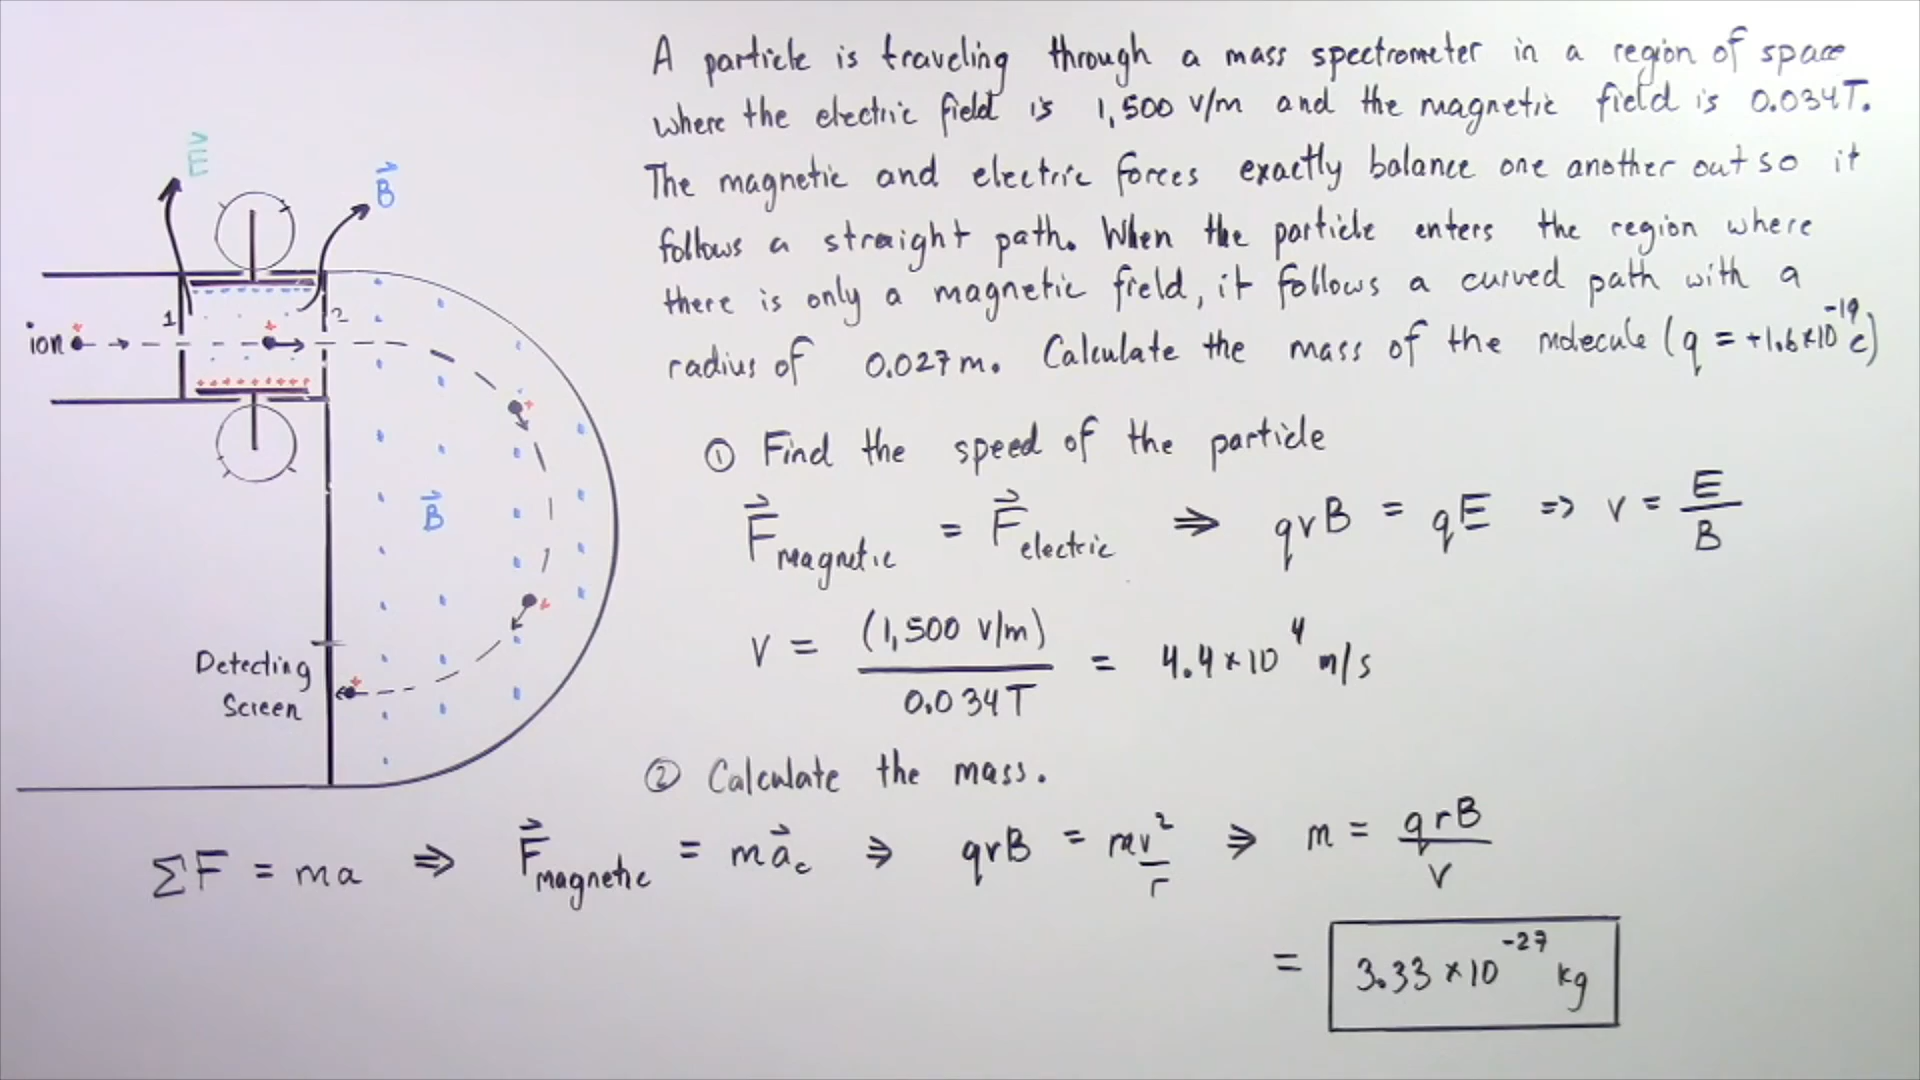 A particle is traveling through a mass spectrometer in a region of space
where the electric field is 1,500 V/m and the magnetic field is 0.034T.
The magnetic and electric forces exactly balance one another out so it
follows a straight path. When the particle enters the region where
there is only a magnetic field, it follows a curved path with a
radius of 0.027m. Calculate the mass of the molecule (q = +1.6×10⁻¹⁹ C)
E⃗
B⃗
1
2
ion
B⃗
Detecting
Screen
① Find the speed of the particle
F⃗magnetic = F⃗electric ⇒ qvB = qE ⇒ v = E/B
v = (1,500 V/m)/0.034T = 4.4×10⁴ m/s
② Calculate the mass.
ΣF = ma ⇒ F⃗magnetic = ma⃗c ⇒ qvB = mv²/r ⇒ m = qrB/v
= 3.33×10⁻²⁷ kg